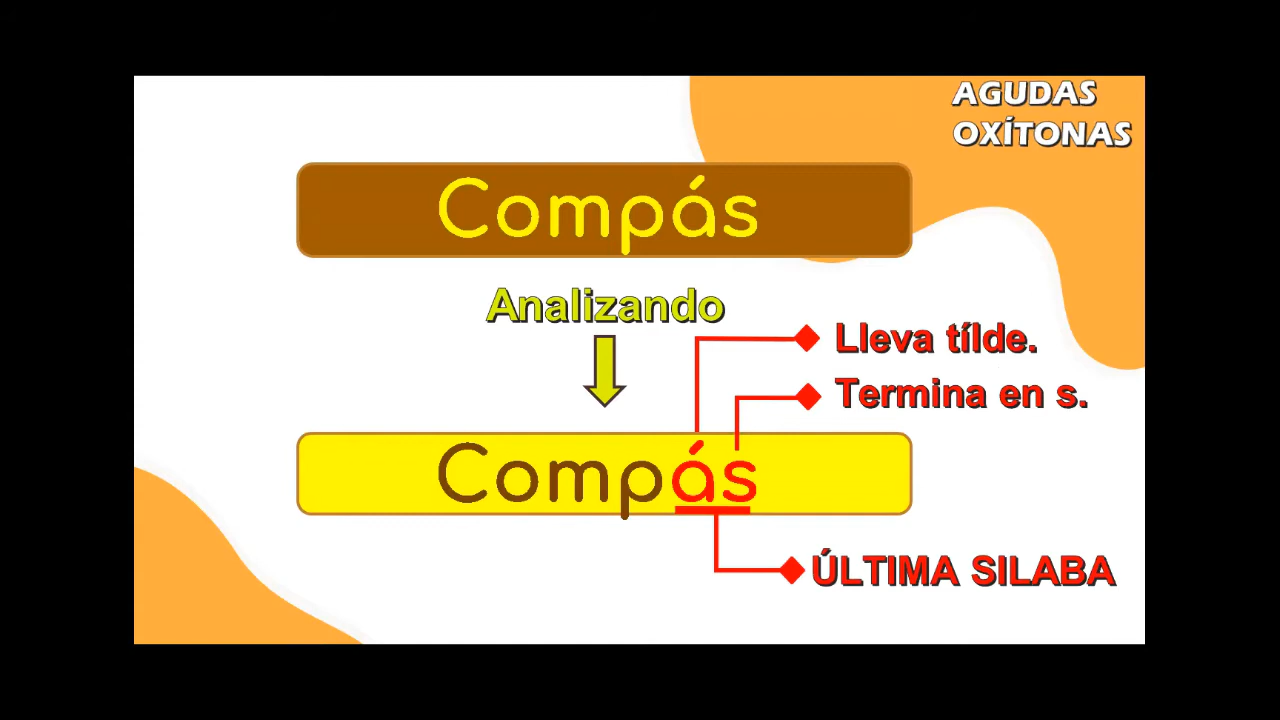 AGUDAS
OXÍTONAS
Compás
Analizando
Lleva tílde.
Termina en s.
Compás
ÚLTIMA SILABA